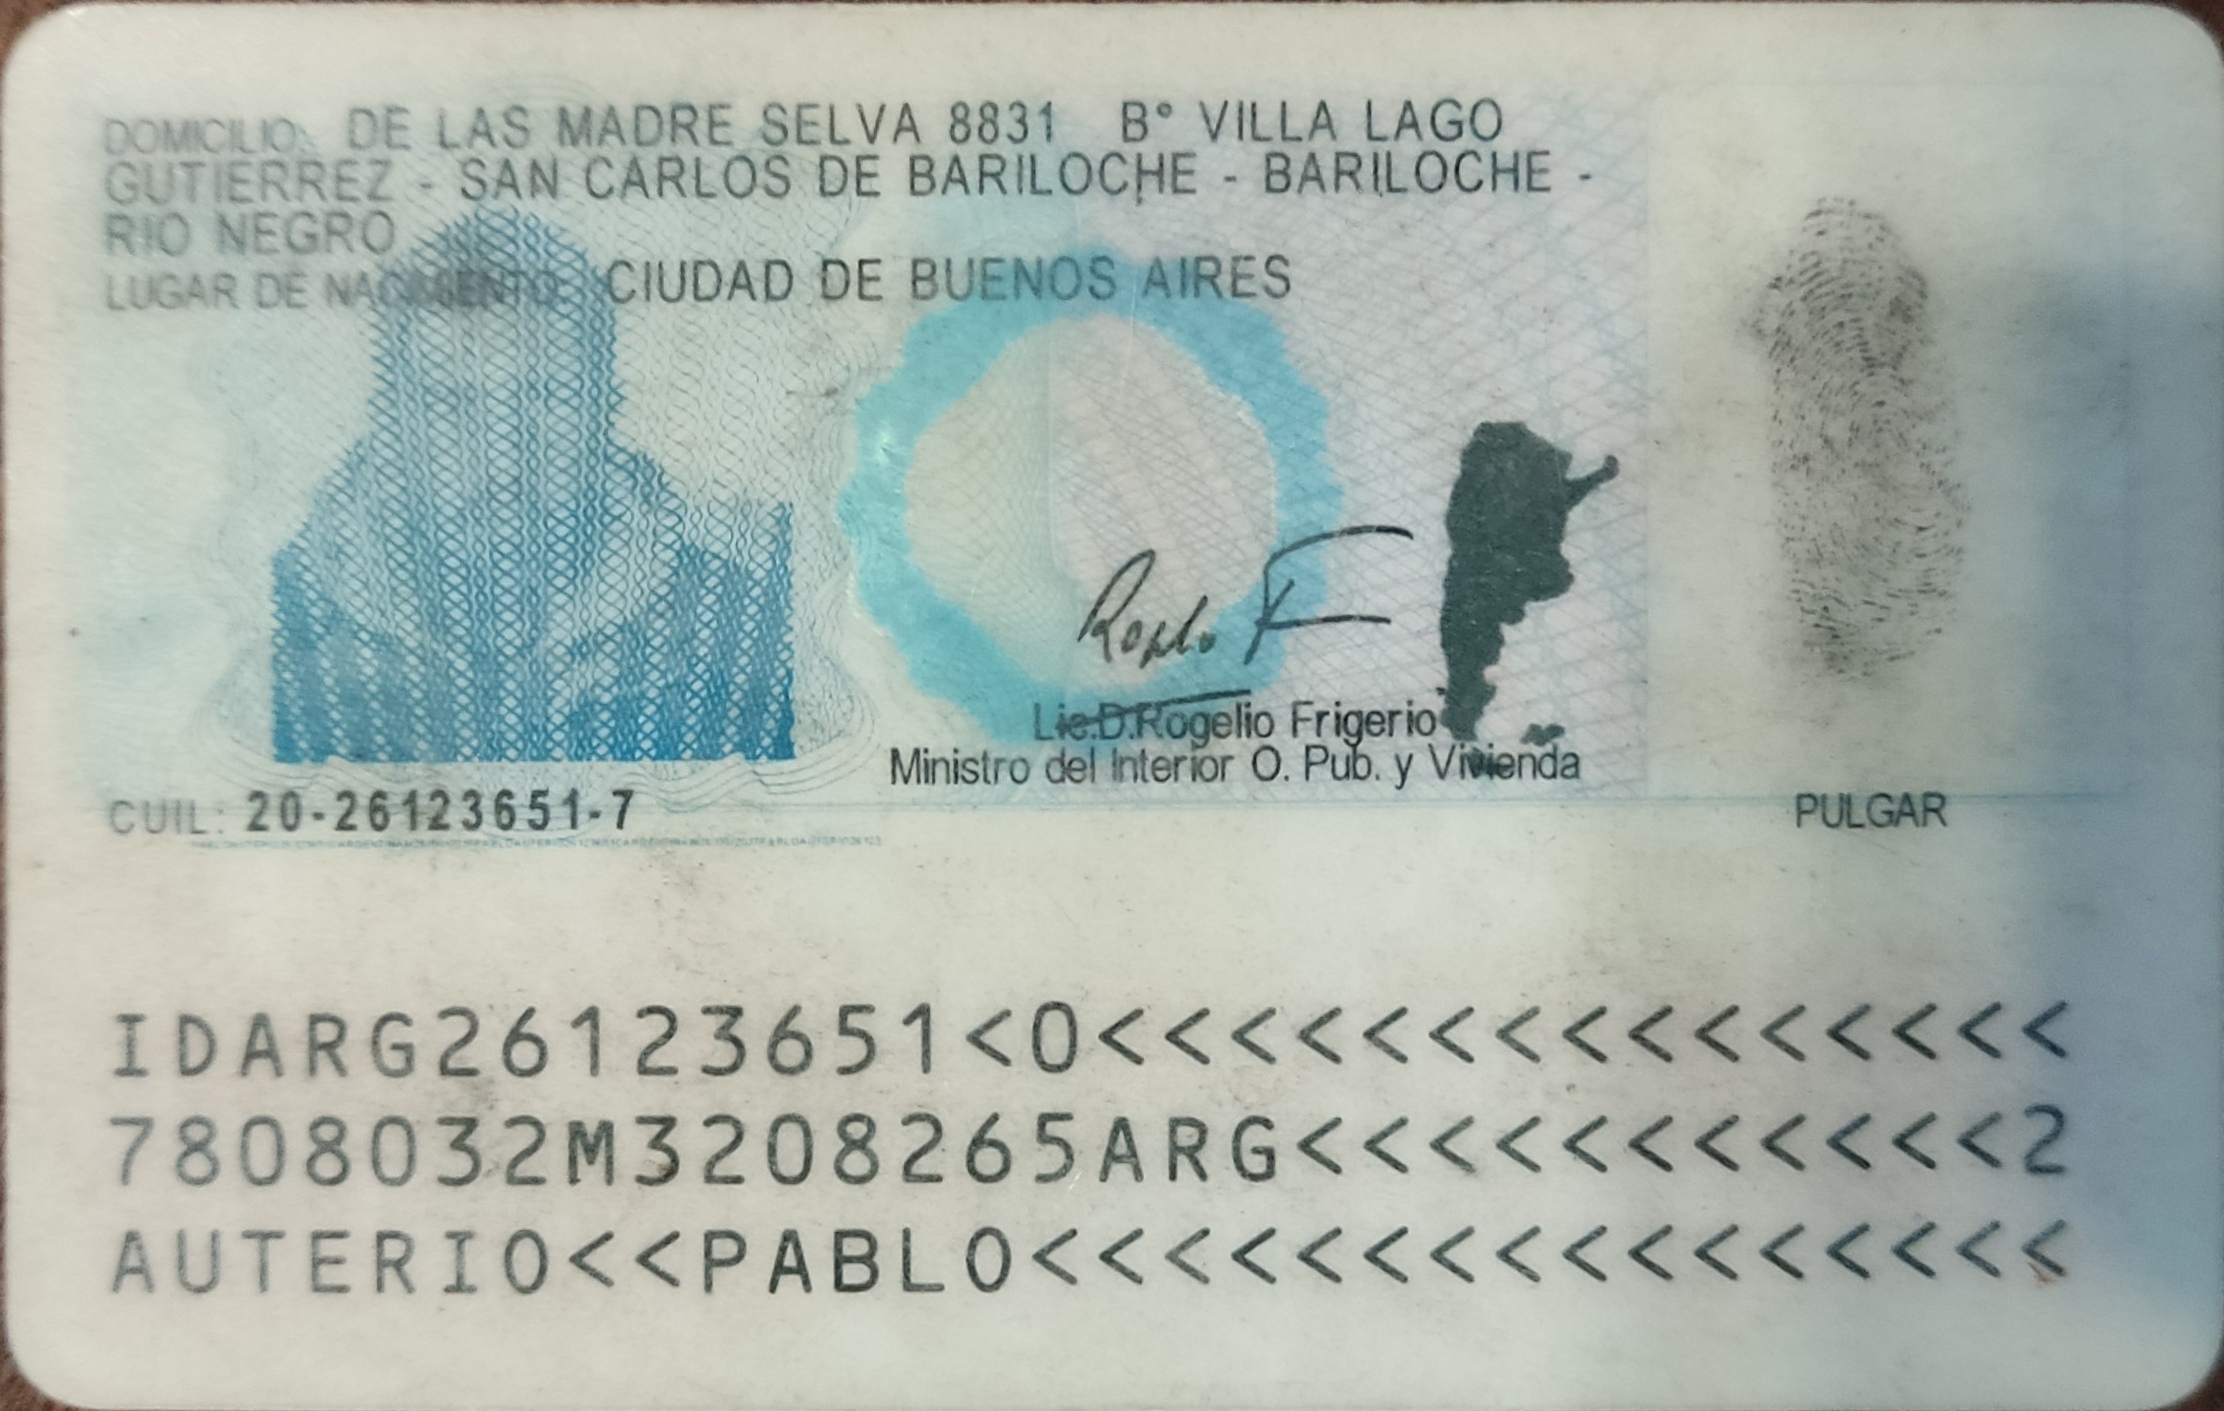 DOMICILIO: DE LAS MADRE SELVA 8831 B° VILLA LAGO
GUTIERREZ - SAN CARLOS DE BARILOCHE - BARILOCHE -
RIO NEGRO
LUGAR DE NACIMIENTO: CIUDAD DE BUENOS AIRES
Lic.D.Rogelio Frigerio
Ministro del Interior O. Pub. y Vivienda
CUIL: 20-26123651-7
PULGAR
IDARG26123651<0<<<<<<<<<<<<<<<
7808032M3208265ARG<<<<<<<<<<<2
AUTERIO<<PABLO<<<<<<<<<<<<<<<<